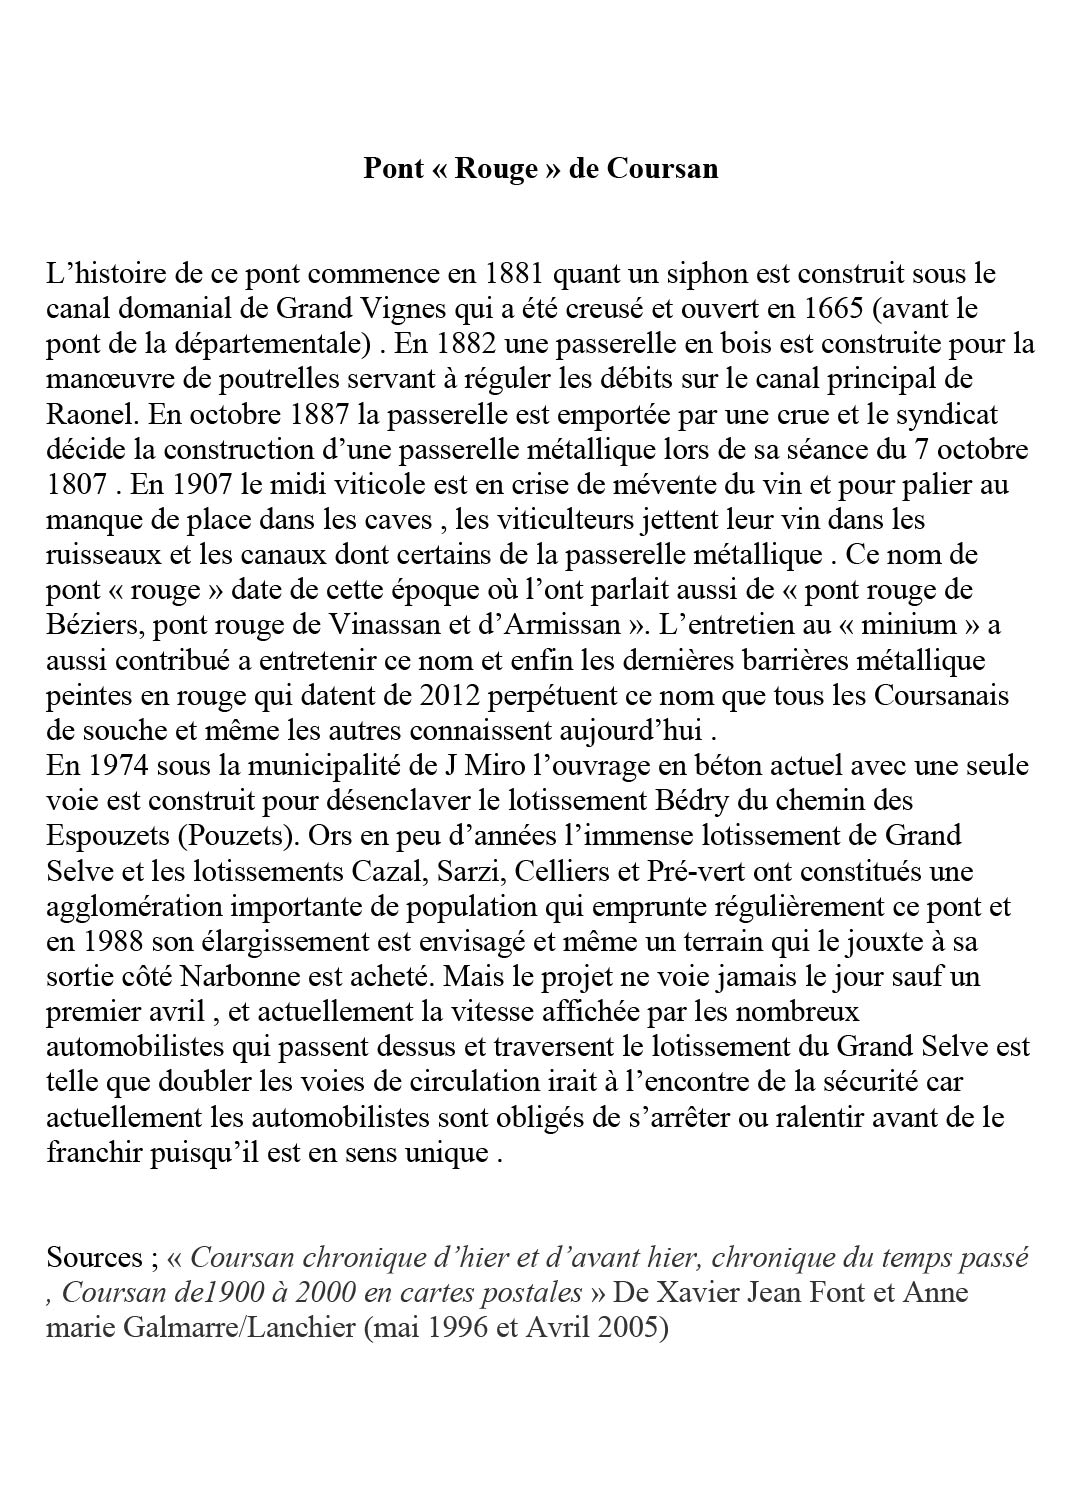 Pont « Rouge » de Coursan
L’histoire de ce pont commence en 1881 quant un siphon est construit sous le
canal domanial de Grand Vignes qui a été creusé et ouvert en 1665 (avant le
pont de la départementale) . En 1882 une passerelle en bois est construite pour la
manœuvre de poutrelles servant à réguler les débits sur le canal principal de
Raonel. En octobre 1887 la passerelle est emportée par une crue et le syndicat
décide la construction d’une passerelle métallique lors de sa séance du 7 octobre
1807 . En 1907 le midi viticole est en crise de mévente du vin et pour palier au
manque de place dans les caves , les viticulteurs jettent leur vin dans les
ruisseaux et les canaux dont certains de la passerelle métallique . Ce nom de
pont « rouge » date de cette époque où l’ont parlait aussi de « pont rouge de
Béziers, pont rouge de Vinassan et d’Armissan ». L’entretien au « minium » a
aussi contribué a entretenir ce nom et enfin les dernières barrières métallique
peintes en rouge qui datent de 2012 perpétuent ce nom que tous les Coursanais
de souche et même les autres connaissent aujourd’hui .
En 1974 sous la municipalité de J Miro l’ouvrage en béton actuel avec une seule
voie est construit pour désenclaver le lotissement Bédry du chemin des
Espouzets (Pouzets). Ors en peu d’années l’immense lotissement de Grand
Selve et les lotissements Cazal, Sarzi, Celliers et Pré-vert ont constitués une
agglomération importante de population qui emprunte régulièrement ce pont et
en 1988 son élargissement est envisagé et même un terrain qui le jouxte à sa
sortie côté Narbonne est acheté. Mais le projet ne voie jamais le jour sauf un
premier avril , et actuellement la vitesse affichée par les nombreux
automobilistes qui passent dessus et traversent le lotissement du Grand Selve est
telle que doubler les voies de circulation irait à l’encontre de la sécurité car
actuellement les automobilistes sont obligés de s’arrêter ou ralentir avant de le
franchir puisqu’il est en sens unique .
Sources ; « Coursan chronique d’hier et d’avant hier, chronique du temps passé
, Coursan de1900 à 2000 en cartes postales » De Xavier Jean Font et Anne
marie Galmarre/Lanchier (mai 1996 et Avril 2005)